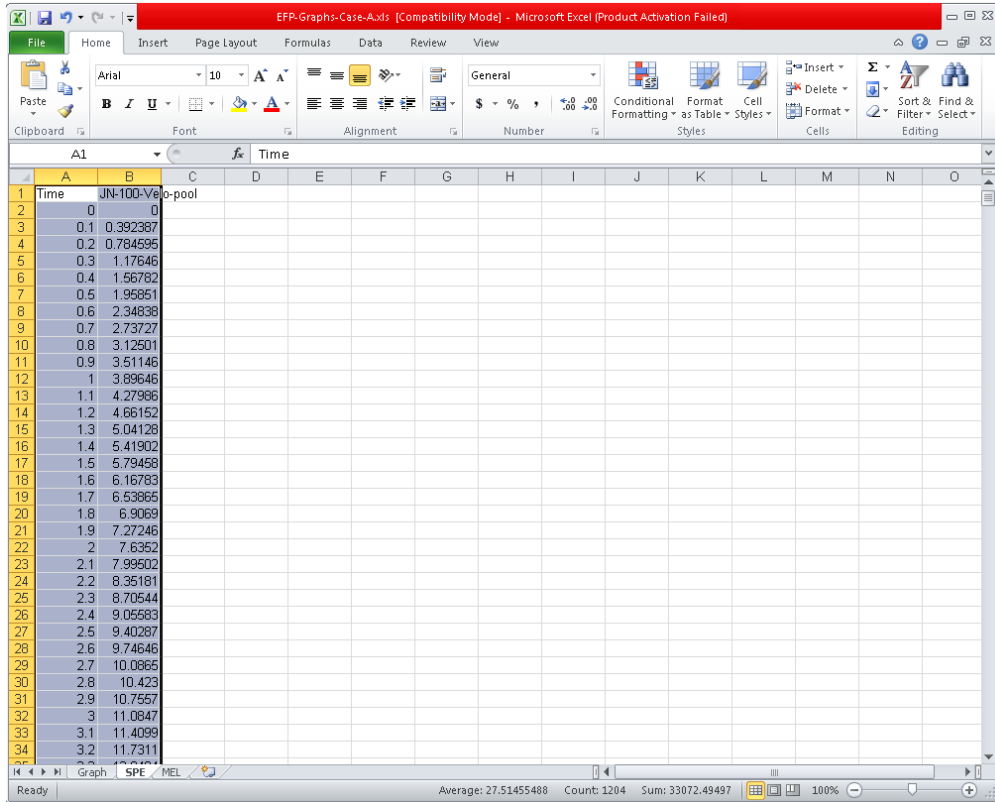 EFP-Graphs-Case-A.xls [Compatibility Mode] - Microsoft Excel (Product Activation Failed)
File Home Insert Page Layout Formulas Data Review View
Paste Arial 10 A A B I U A General $ % , .00 .00 Conditional Formatting Format as Table Cell Styles Insert Delete Format Σ Sort & Filter Find & Select
Clipboard Font Alignment Number Styles Cells Editing
A1 fx Time
A B C D E F G H I J K L M N O
1 Time JN-100-Velo-pool
2 0 0
3 0.1 0.392387
4 0.2 0.784595
5 0.3 1.17646
6 0.4 1.56782
7 0.5 1.95851
8 0.6 2.34838
9 0.7 2.73727
10 0.8 3.12501
11 0.9 3.51146
12 1 3.89646
13 1.1 4.27986
14 1.2 4.66152
15 1.3 5.04128
16 1.4 5.41902
17 1.5 5.79458
18 1.6 6.16783
19 1.7 6.53865
20 1.8 6.9069
21 1.9 7.27246
22 2 7.6352
23 2.1 7.99502
24 2.2 8.35181
25 2.3 8.70544
26 2.4 9.05583
27 2.5 9.40287
28 2.6 9.74646
29 2.7 10.0865
30 2.8 10.423
31 2.9 10.7557
32 3 11.0847
33 3.1 11.4099
34 3.2 11.7311
Graph SPE MEL
Ready Average: 27.51455488 Count: 1204 Sum: 33072.49497 100%